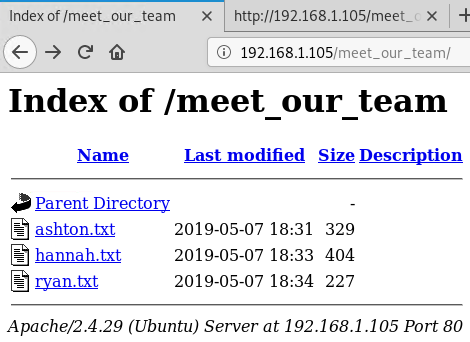 Index of /meet_our_team
http://192.168.1.105/meet_o
192.168.1.105/meet_our_team/
Index of /meet_our_team
Name Last modified Size Description
Parent Directory -
ashton.txt 2019-05-07 18:31 329
hannah.txt 2019-05-07 18:33 404
ryan.txt 2019-05-07 18:34 227
Apache/2.4.29 (Ubuntu) Server at 192.168.1.105 Port 80